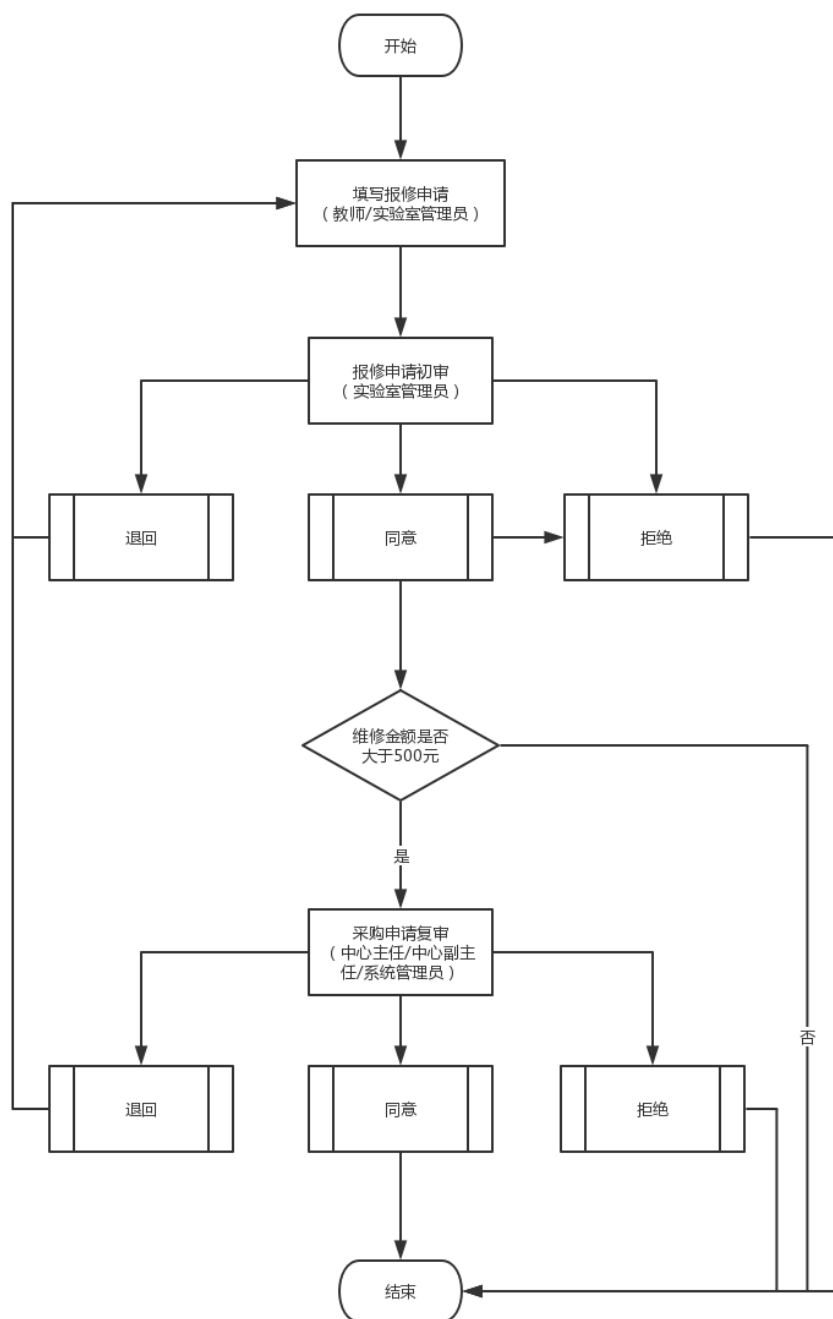 开始
填写报修申请
（教师/实验室管理员）
报修申请初审
（实验室管理员）
退回
同意
拒绝
维修金额是否
大于500元
是
采购申请复审
（中心主任/中心副主
任/系统管理员）
否
退回
同意
拒绝
结束